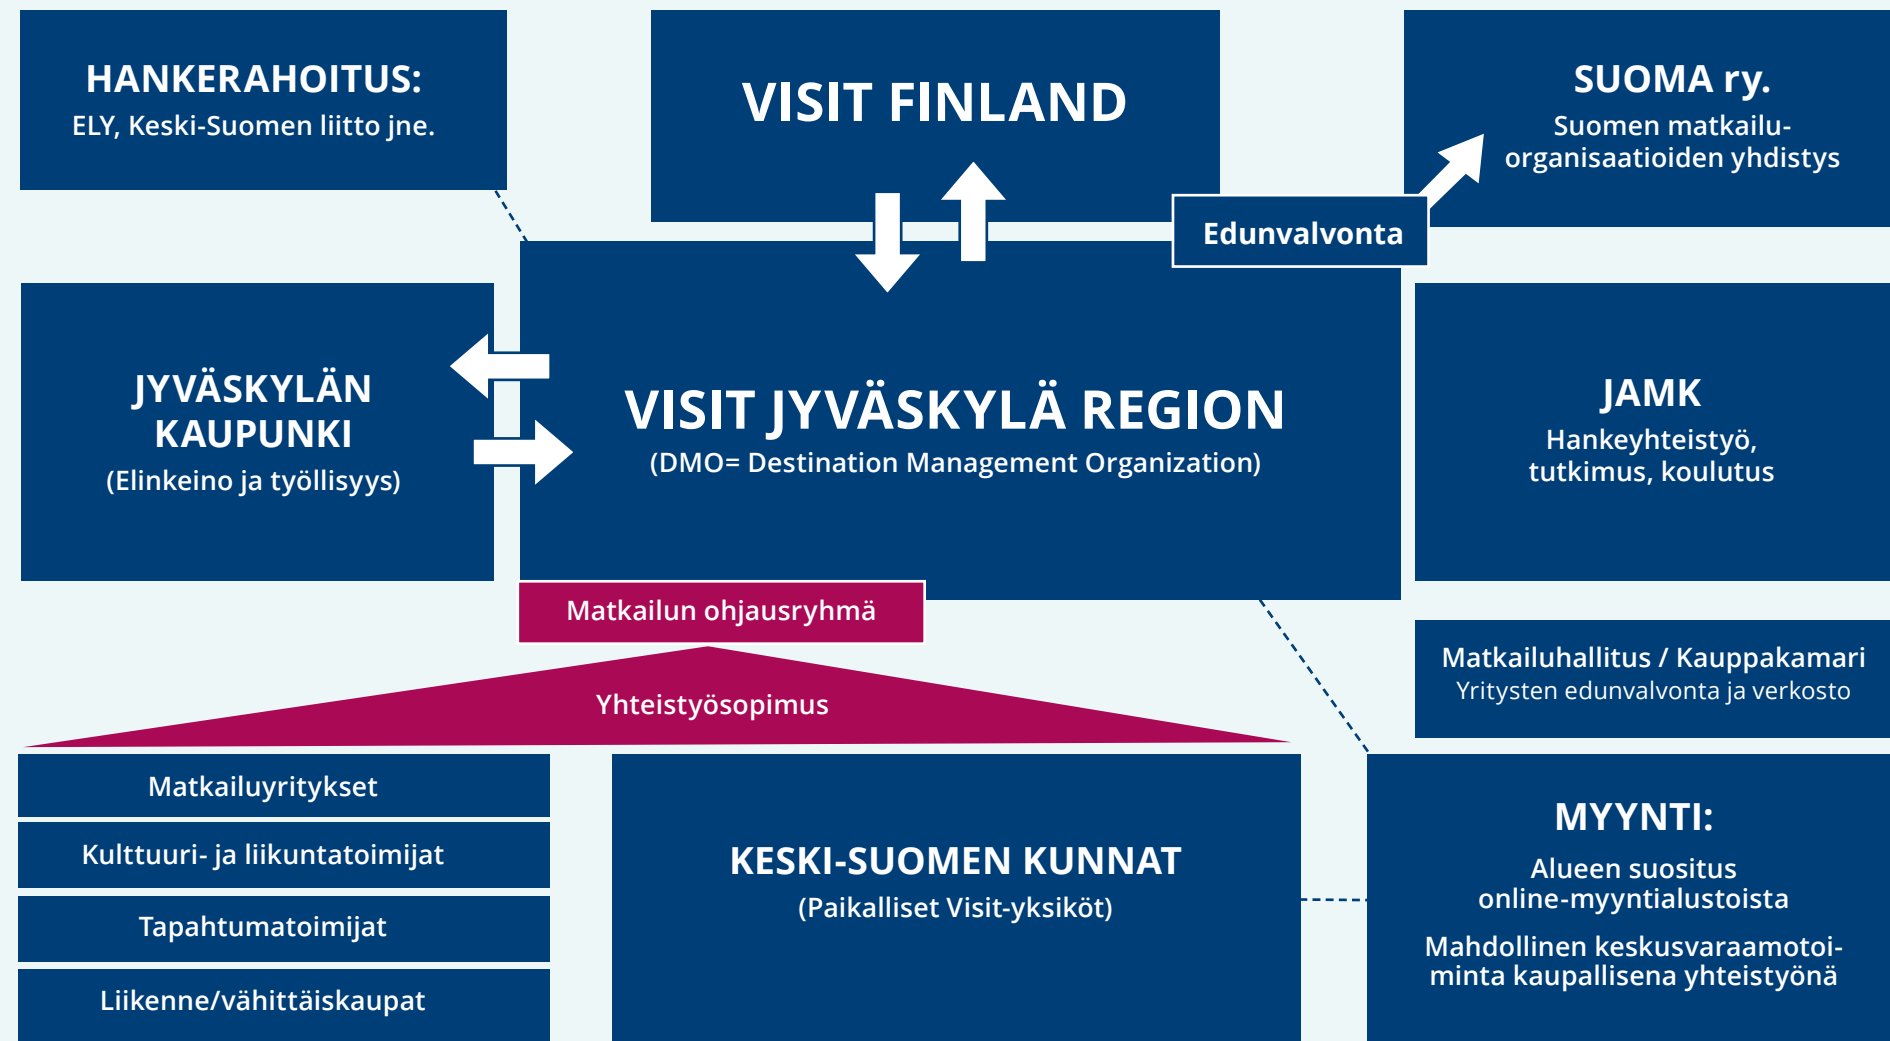 HANKERAHOITUS:
ELY, Keski-Suomen liitto jne.
VISIT FINLAND
SUOMA ry.
Suomen matkailu-
organisaatioiden yhdistys
Edunvalvonta
JYVÄSKYLÄN
KAUPUNKI
(Elinkeino ja työllisyys)
VISIT JYVÄSKYLÄ REGION
(DMO= Destination Management Organization)
JAMK
Hankeyhteistyö,
tutkimus, koulutus
Matkailun ohjausryhmä
Yhteistyösopimus
Matkailuhallitus / Kauppakamari
Yritysten edunvalvonta ja verkosto
Matkailuyritykset
Kulttuuri- ja liikuntatoimijat
Tapahtumatoimijat
Liikenne/vähittäiskaupat
KESKI-SUOMEN KUNNAT
(Paikalliset Visit-yksiköt)
MYYNTI:
Alueen suositus
online-myyntialustoista
Mahdollinen keskusvaraamotoi-
minta kaupallisena yhteistyönä